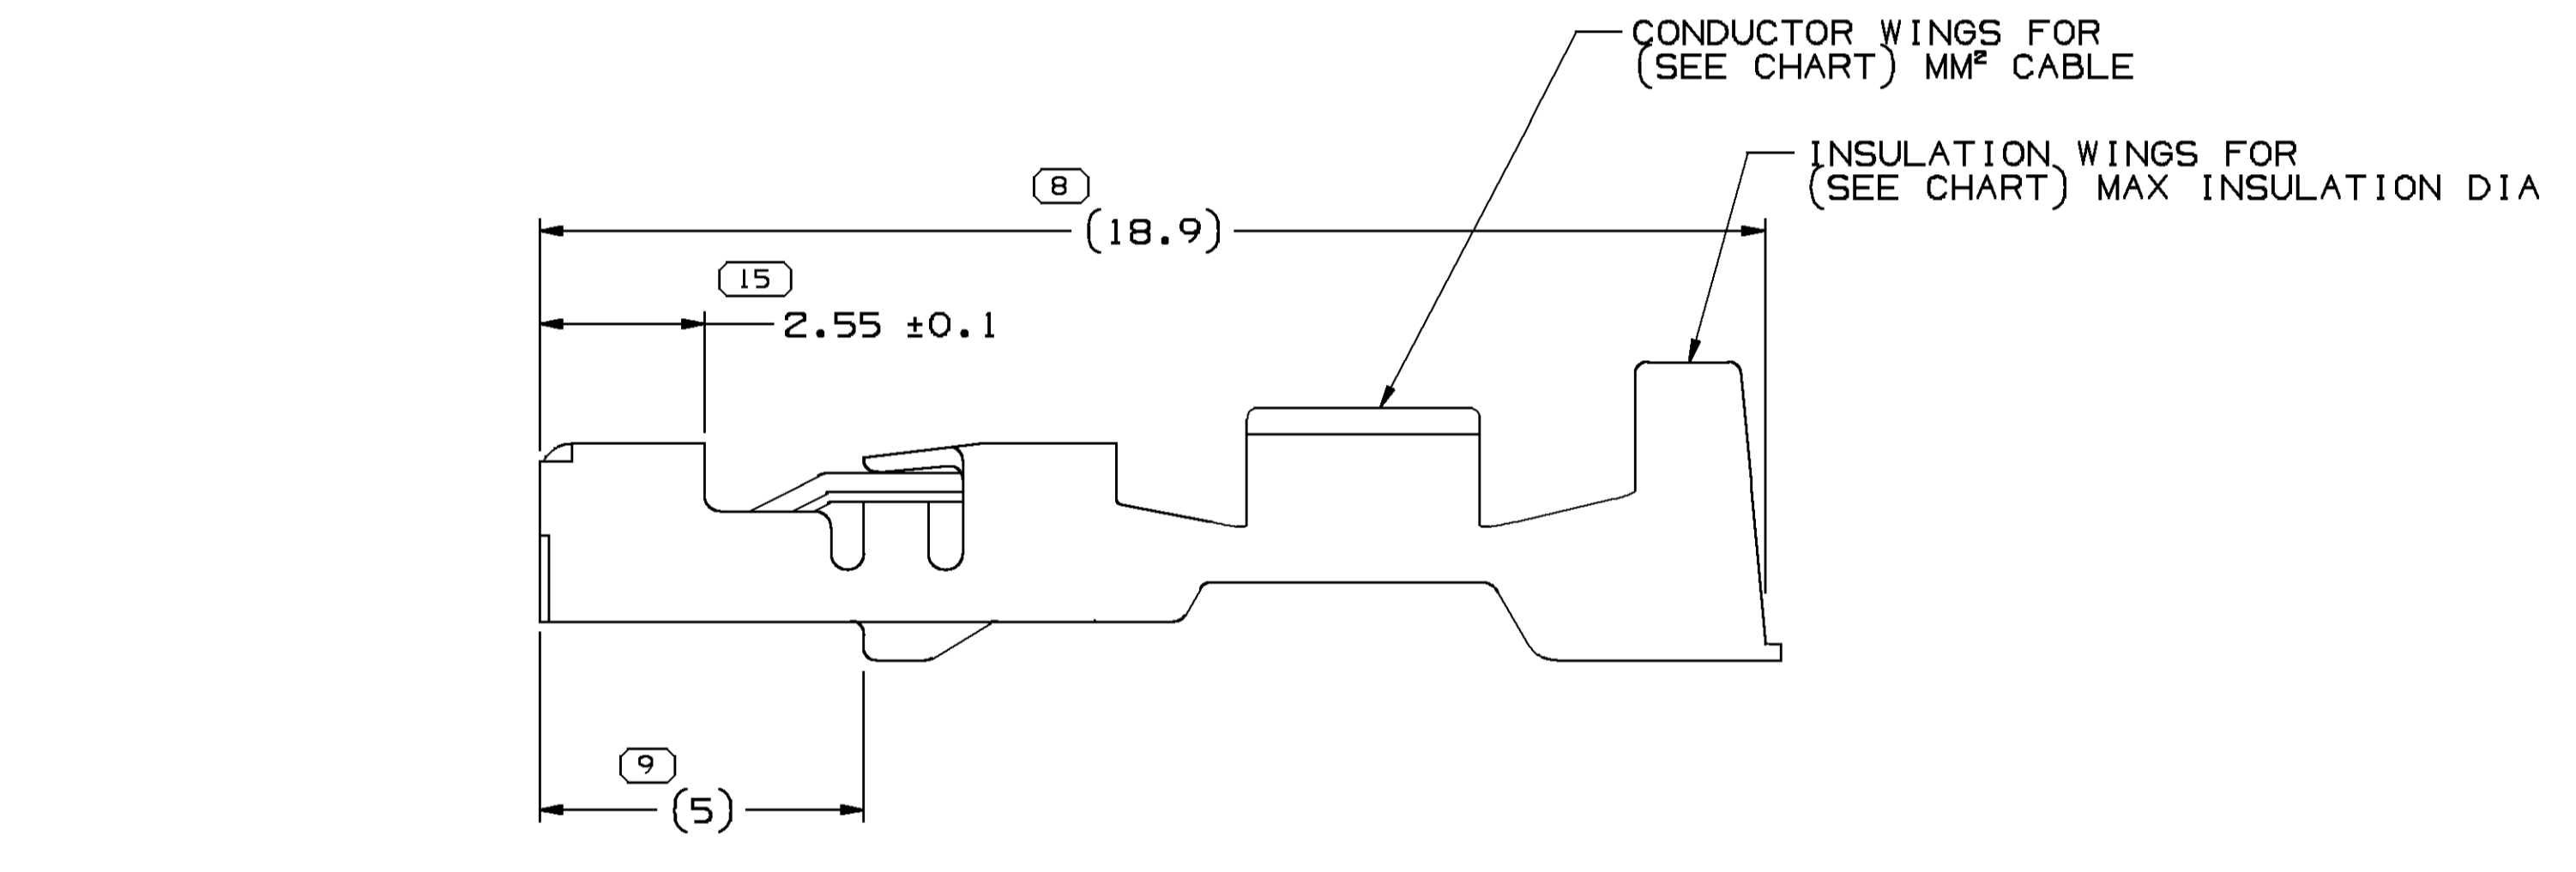 CONDUCTOR WINGS FOR
(SEE CHART) MM² CABLE
INSULATION WINGS FOR
(SEE CHART) MAX INSULATION DIA
8
(18.9)
15
2.55 ±0.1
9
(5)